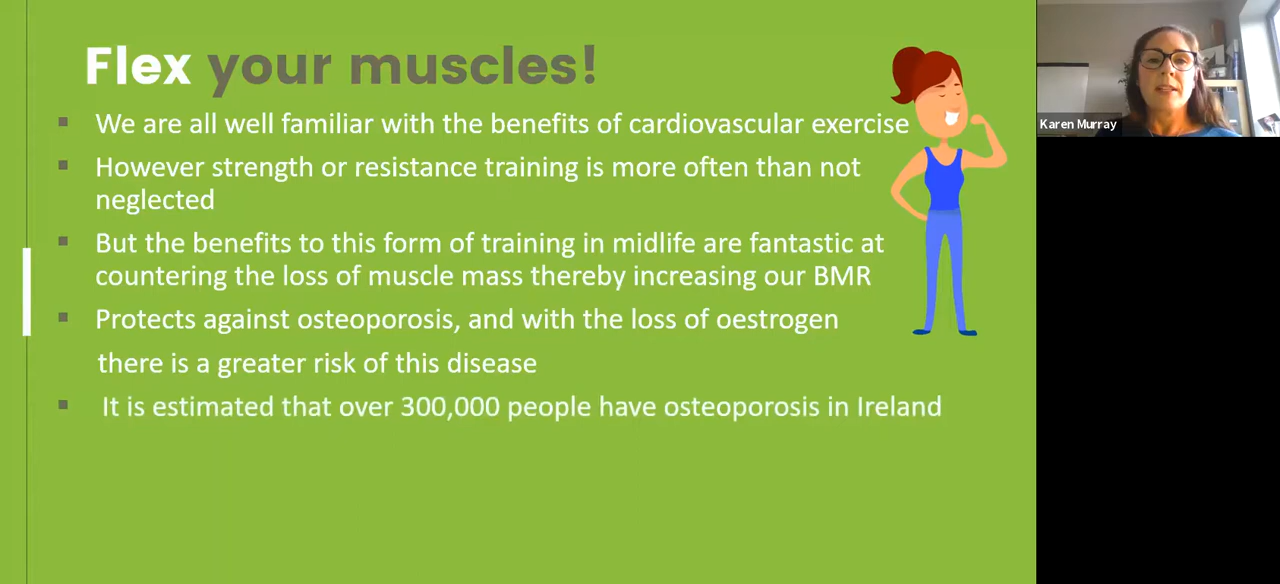 Flex your muscles!
We are all well familiar with the benefits of cardiovascular exercise
However strength or resistance training is more often than not
neglected
But the benefits to this form of training in midlife are fantastic at
countering the loss of muscle mass thereby increasing our BMR
Protects against osteoporosis, and with the loss of oestrogen
there is a greater risk of this disease
It is estimated that over 300,000 people have osteoporosis in Ireland
Karen Murray